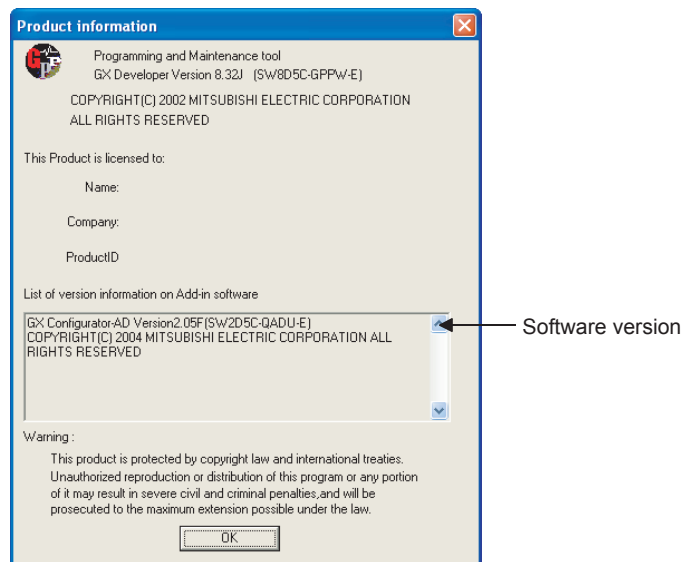 Product information
Programming and Maintenance tool
GX Developer Version 8.32J (SW8D5C-GPPW-E)
COPYRIGHT(C) 2002 MITSUBISHI ELECTRIC CORPORATION
ALL RIGHTS RESERVED
This Product is licensed to:
Name:
Company:
ProductID
List of version information on Add-in software
GX Configurator-AD Version2.05F(SW2D5C-QADU-E)
COPYRIGHT(C) 2004 MITSUBISHI ELECTRIC CORPORATION ALL
RIGHTS RESERVED
Software version
Warning :
This product is protected by copyright law and international treaties.
Unauthorized reproduction or distribution of this program or any portion
of it may result in severe civil and criminal penalties,and will be
prosecuted to the maximum extension possible under the law.
OK